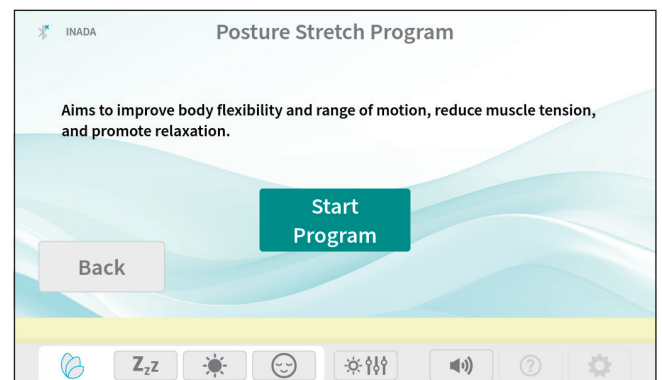 INADA
Posture Stretch Program
Aims to improve body flexibility and range of motion, reduce muscle tension,
and promote relaxation.
Start
Program
Back
ZzZ
?